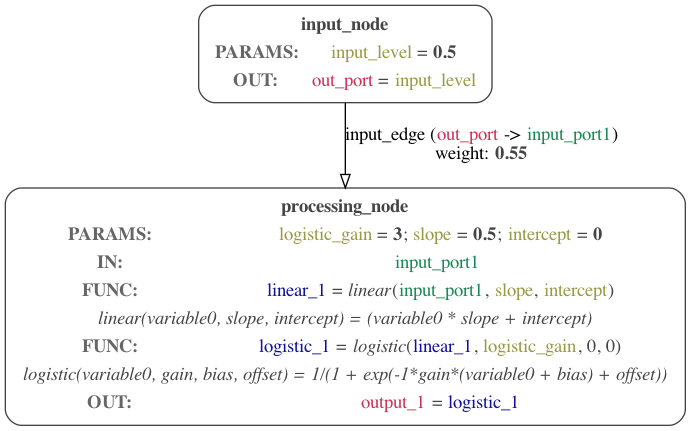 input_node
PARAMS: input_level = 0.5
OUT: out_port = input_level
input_edge (out_port -> input_port1)
weight: 0.55
processing_node
PARAMS: logistic_gain = 3; slope = 0.5; intercept = 0
IN: input_port1
FUNC: linear_1 = linear(input_port1, slope, intercept)
linear(variable0, slope, intercept) = (variable0 * slope + intercept)
FUNC: logistic_1 = logistic(linear_1, logistic_gain, 0, 0)
logistic(variable0, gain, bias, offset) = 1/(1 + exp(-1*gain*(variable0 + bias) + offset))
OUT: output_1 = logistic_1